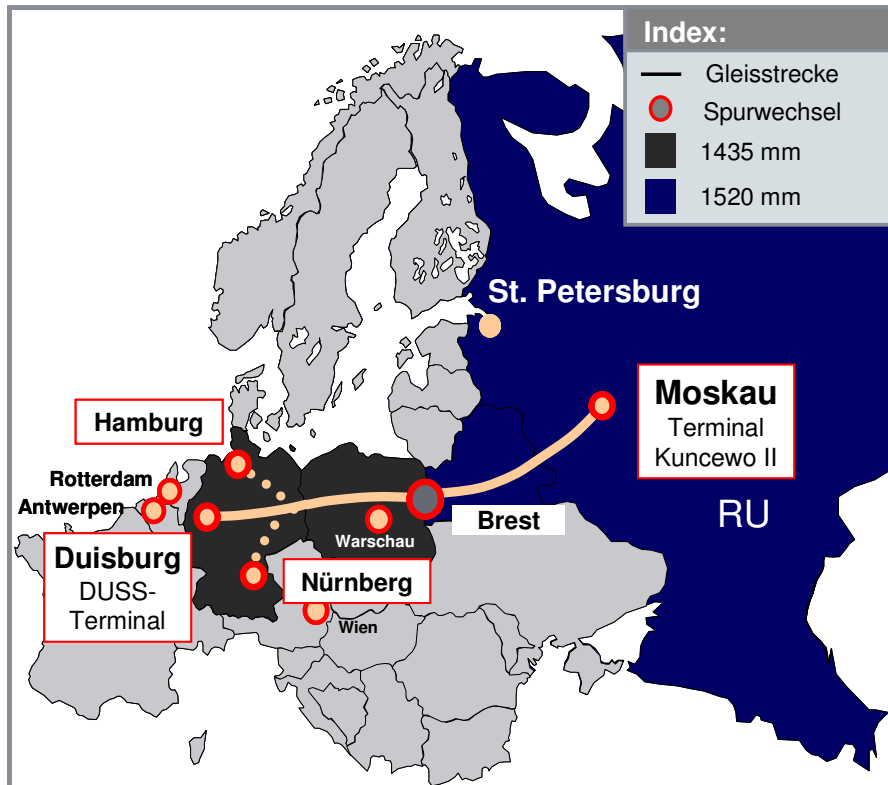 Index:
Gleisstrecke
Spurwechsel
1435 mm
1520 mm
St. Petersburg
Moskau
Terminal
Kuncewo II
RU
Hamburg
Rotterdam
Antwerpen
Brest
Warschau
Duisburg
DUSS-
Terminal
Nürnberg
Wien